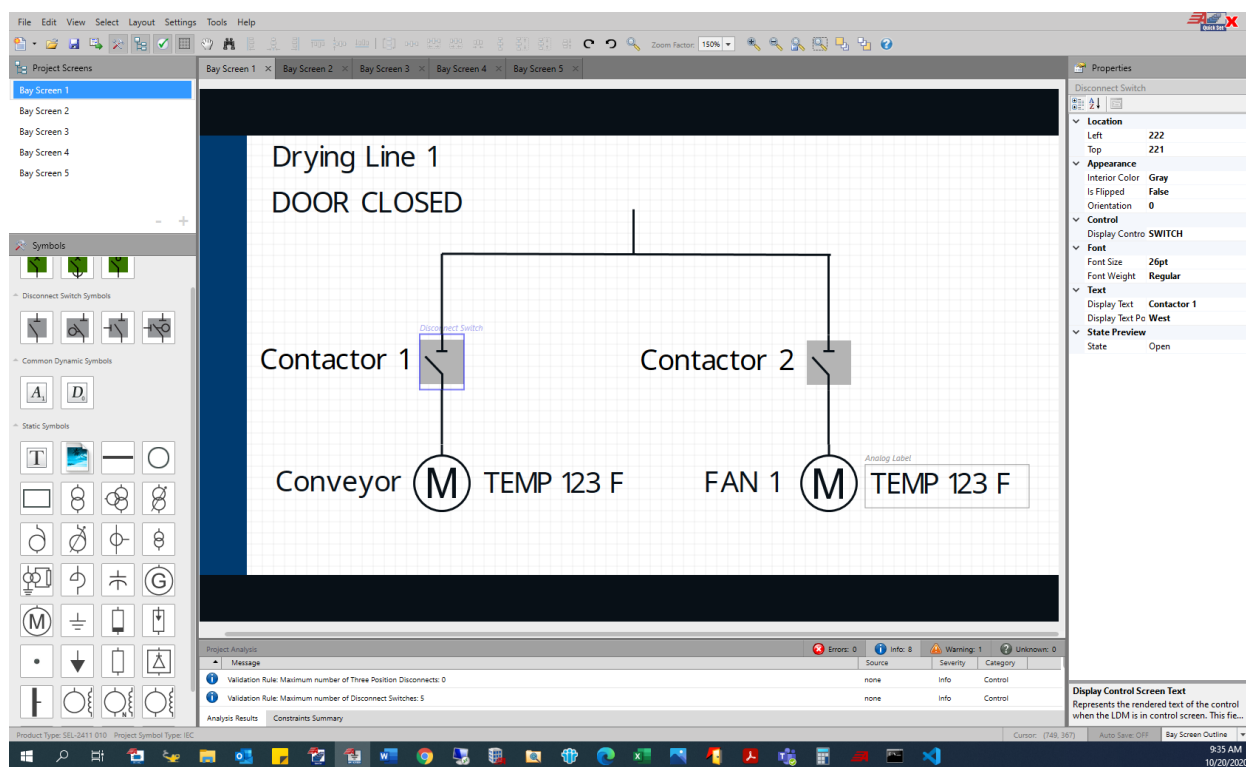 File Edit View Select Layout Settings Tools Help
Quick Set
Zoom Factor: 150%
Project Screens
Bay Screen 1
Bay Screen 2
Bay Screen 3
Bay Screen 4
Bay Screen 5
- +
Symbols
Disconnect Switch Symbols
Common Dynamic Symbols
A1 D0
Static Symbols
T
G
M
N
Bay Screen 1 × Bay Screen 2 × Bay Screen 3 × Bay Screen 4 × Bay Screen 5 ×
Drying Line 1
DOOR CLOSED
Disconnect Switch
Contactor 1 Contactor 2
Analog Label
Conveyor M TEMP 123 F FAN 1 M TEMP 123 F
Project Analysis Errors: 0 Info: 8 Warning: 1 Unknown: 0
Message Source Severity Category
Validation Rule: Maximum number of Three Position Disconnects: 0 none Info Control
Validation Rule: Maximum number of Disconnect Switches: 5 none Info Control
Analysis Results Constraints Summary
Properties
Disconnect Switch
Location
Left 222
Top 221
Appearance
Interior Color Gray
Is Flipped False
Orientation 0
Control
Display Contro SWITCH
Font
Font Size 26pt
Font Weight Regular
Text
Display Text Contactor 1
Display Text Po West
State Preview
State Open
Display Control Screen Text
Represents the rendered text of the control
when the LDM is in control screen. This fie...
Product Type: SEL-2411 010 Project Symbol Type: IEC Cursor: (749, 367) Auto Save: OFF Bay Screen Outline
9:35 AM
10/20/2020